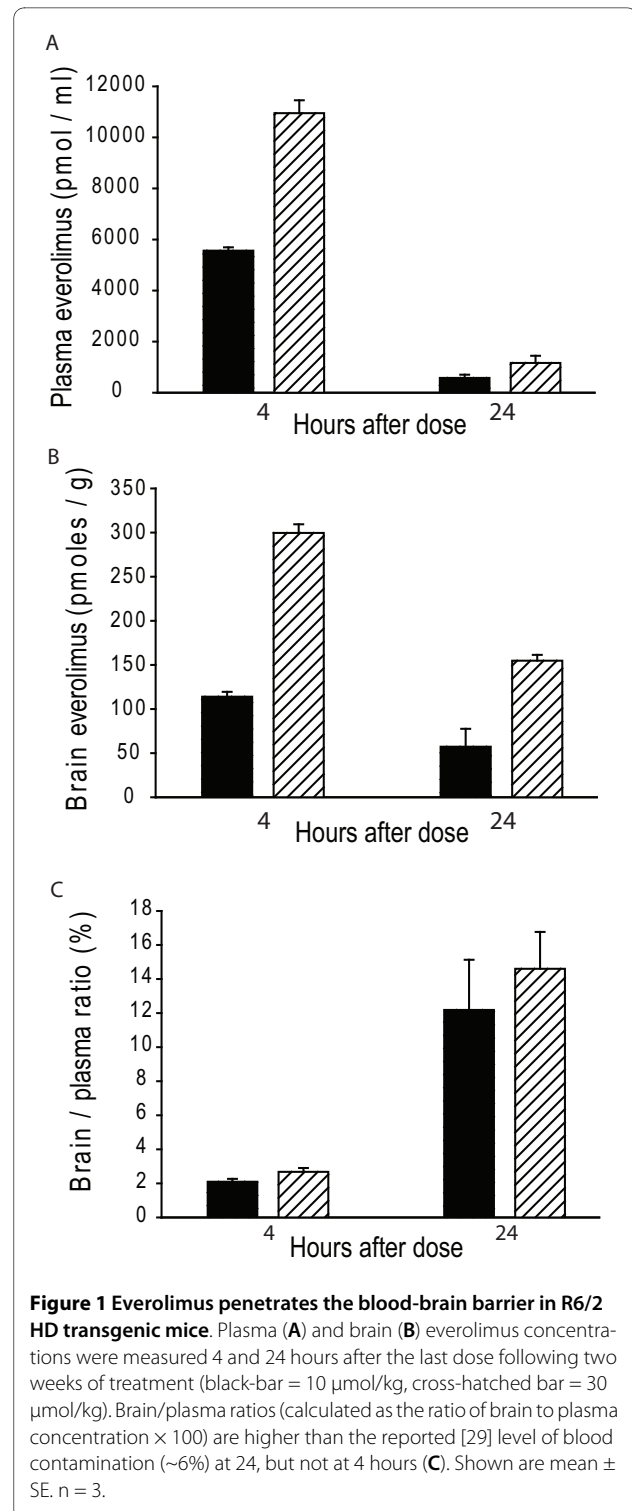 A
Plasma everolimus (pmol / ml)
12000
10000
8000
6000
4000
2000
0
4
24
Hours after dose
B
Brain everolimus (pmoles / g)
350
300
250
200
150
100
50
0
4
24
Hours after dose
C
Brain / plasma ratio (%)
18
16
14
12
10
8
6
4
2
0
4
24
Hours after dose
Figure 1 Everolimus penetrates the blood-brain barrier in R6/2
HD transgenic mice. Plasma (A) and brain (B) everolimus concentra-
tions were measured 4 and 24 hours after the last dose following two
weeks of treatment (black-bar = 10 μmol/kg, cross-hatched bar = 30
μmol/kg). Brain/plasma ratios (calculated as the ratio of brain to plasma
concentration × 100) are higher than the reported [29] level of blood
contamination (~6%) at 24, but not at 4 hours (C). Shown are mean ±
SE. n = 3.